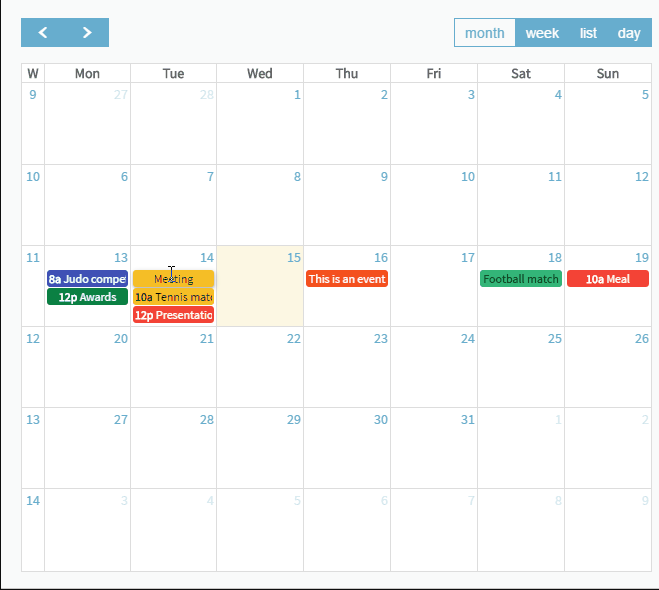 month week list day
W Mon Tue Wed Thu Fri Sat Sun
9 27 28 1 2 3 4 5
10 6 7 8 9 10 11 12
11 13 14 15 16 17 18 19
8a Judo compe Meeting This is an event Football match 10a Meal
12p Awards 10a Tennis matc
12p Presentatio
12 20 21 22 23 24 25 26
13 27 28 29 30 31 1 2
14 3 4 5 6 7 8 9